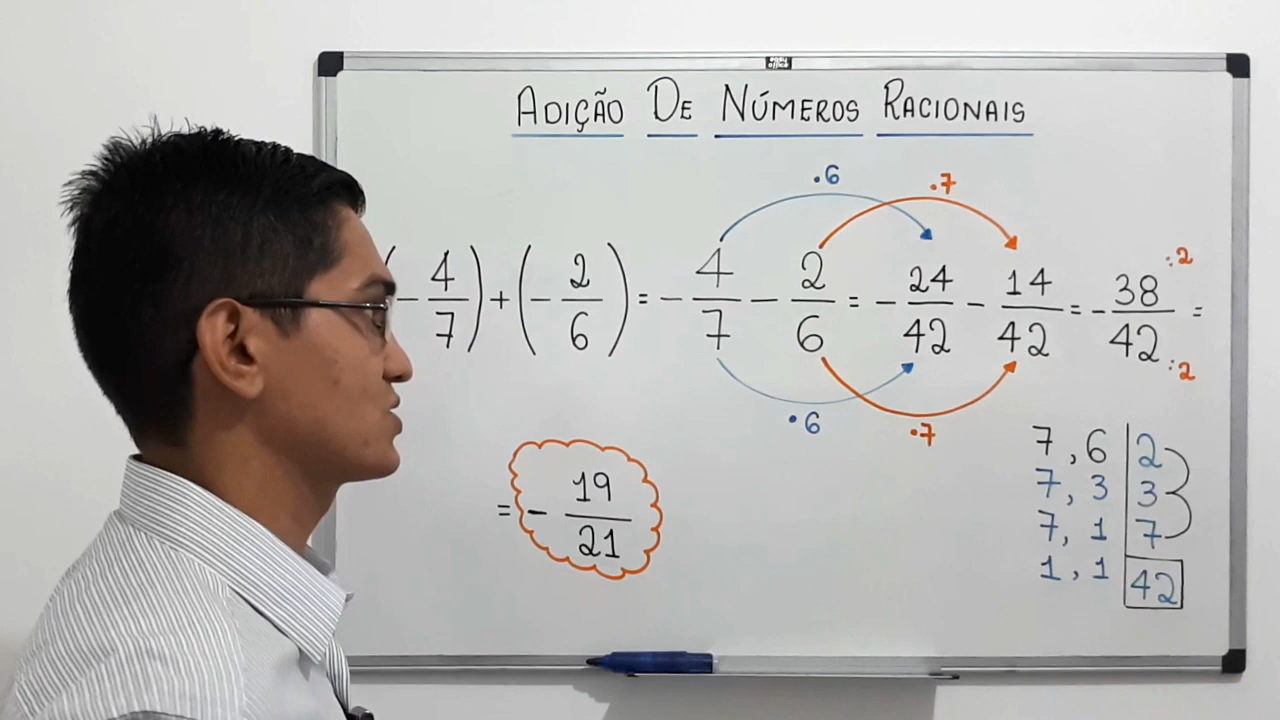 ADIÇÃO DE NÚMEROS RACIONAIS
.6 .7
(- 4/7) + (- 2/6) = - 4/7 - 2/6 = - 24/42 - 14/42 = - 38/42 :2 :2 =
.6 .7
= - 19/21
7, 6 | 2
7, 3 | 3
7, 1 | 7
1, 1 | 42